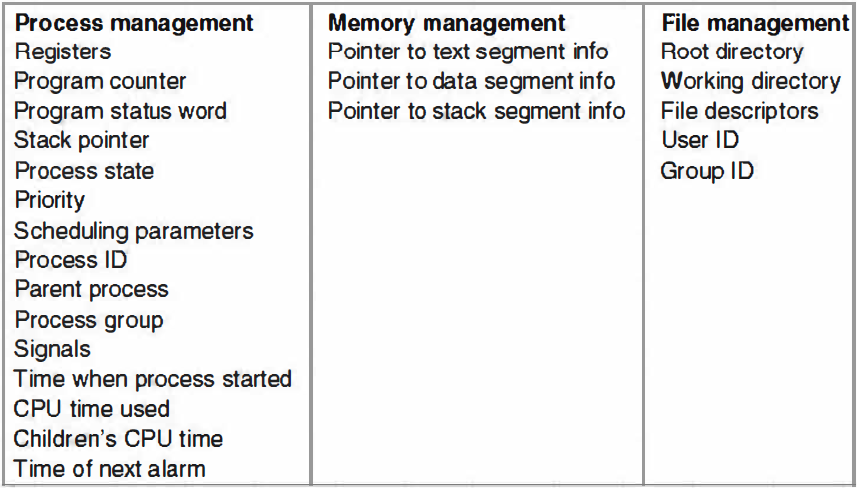 Process management
Registers
Program counter
Program status word
Stack pointer
Process state
Priority
Scheduling parameters
Process ID
Parent process
Process group
Signals
Time when process started
CPU time used
Children's CPU time
Time of next alarm
Memory management
Pointer to text segment info
Pointer to data segment info
Pointer to stack segment info
File management
Root directory
Working directory
File descriptors
User ID
Group ID